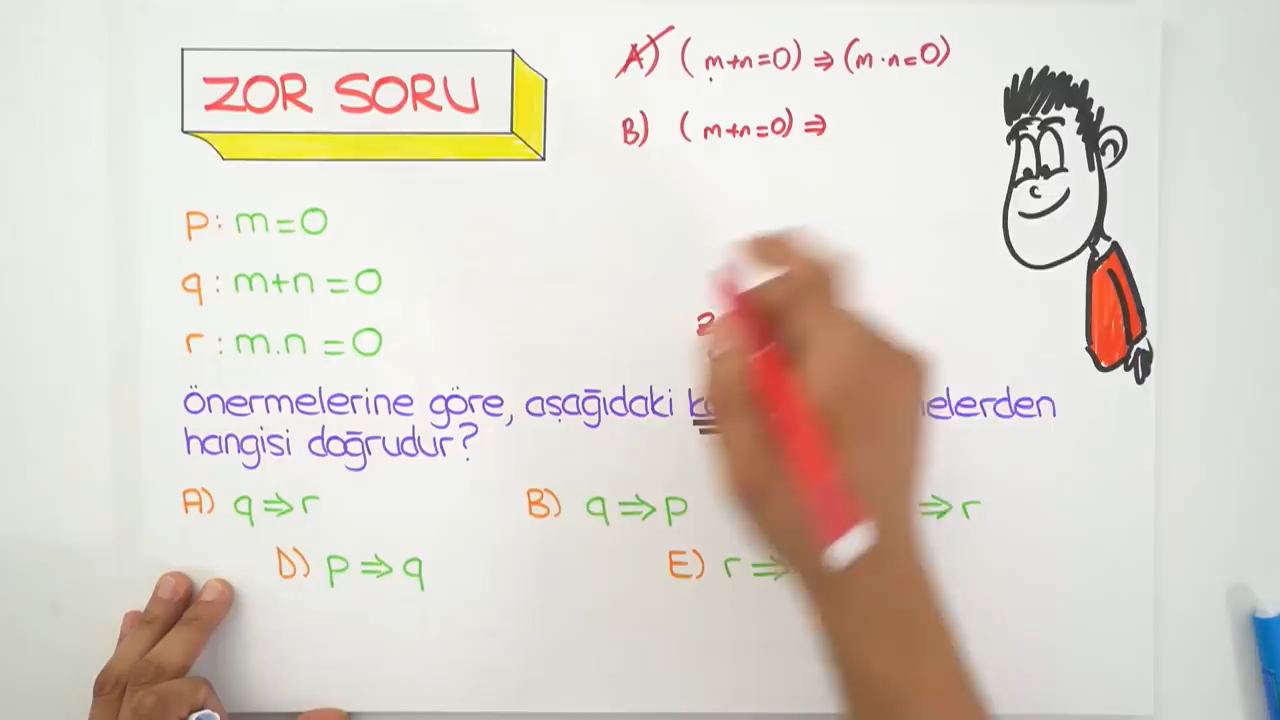 ZOR SORU
A) (m+n=0) ⇒ (m·n=0)
B) (m+n=0) ⇒
p: m=0
q: m+n=0
r: m.n=0
önermelerine göre, aşağıdaki
hangisi doğrudur?
A) q⇒r B) q⇒p ⇒r
D) p⇒q E) r⇒